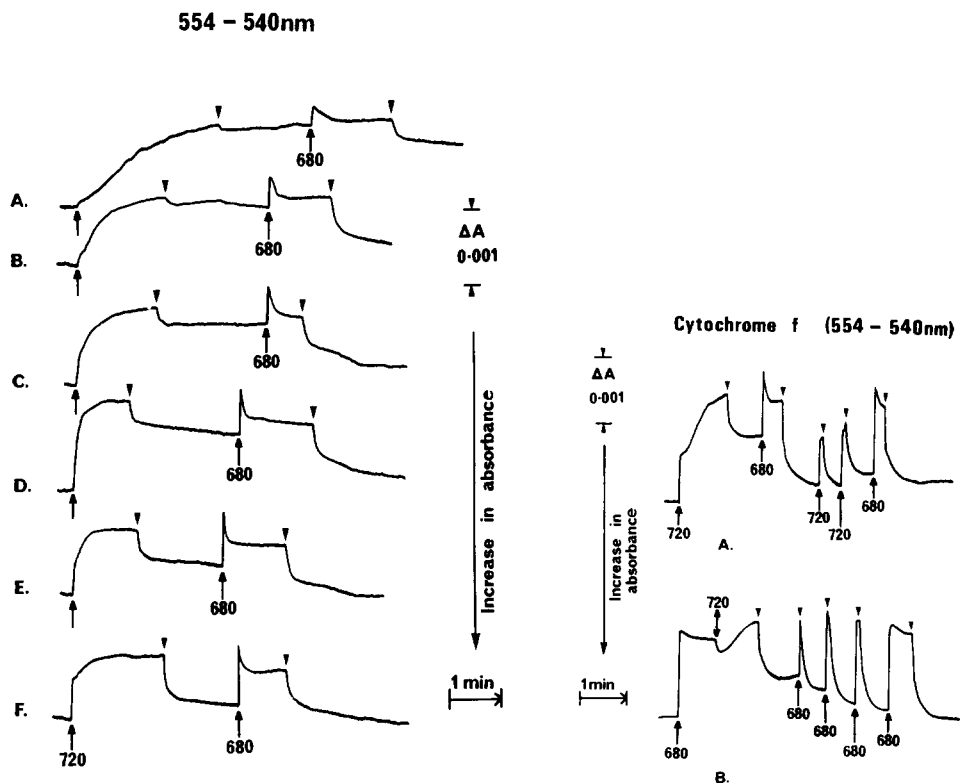 554 - 540nm
680
A.
680
B.
ΔA
0·001
680
C.
680
D.
680
E.
Increase in absorbance
1 min
720
680
F.
Cytochrome f (554 - 540nm)
ΔA
0·001
Increase in
absorbance
1min
720
680
720
720
680
A.
720
680
680
680
680
680
B.